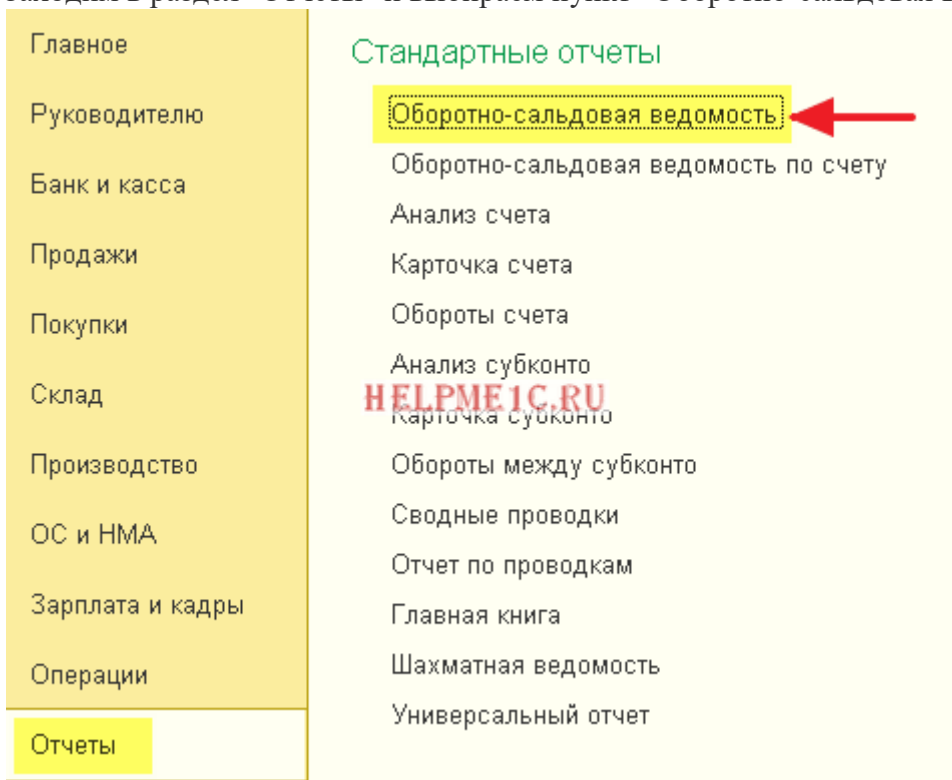 Главное
Руководителю
Банк и касса
Продажи
Покупки
Склад
Производство
ОС и НМА
Зарплата и кадры
Операции
Отчеты
Стандартные отчеты
Оборотно-сальдовая ведомость
Оборотно-сальдовая ведомость по счету
Анализ счета
Карточка счета
Обороты счета
Анализ субконто
HELPME1C.RU
Карточка субконто
Обороты между субконто
Сводные проводки
Отчет по проводкам
Главная книга
Шахматная ведомость
Универсальный отчет